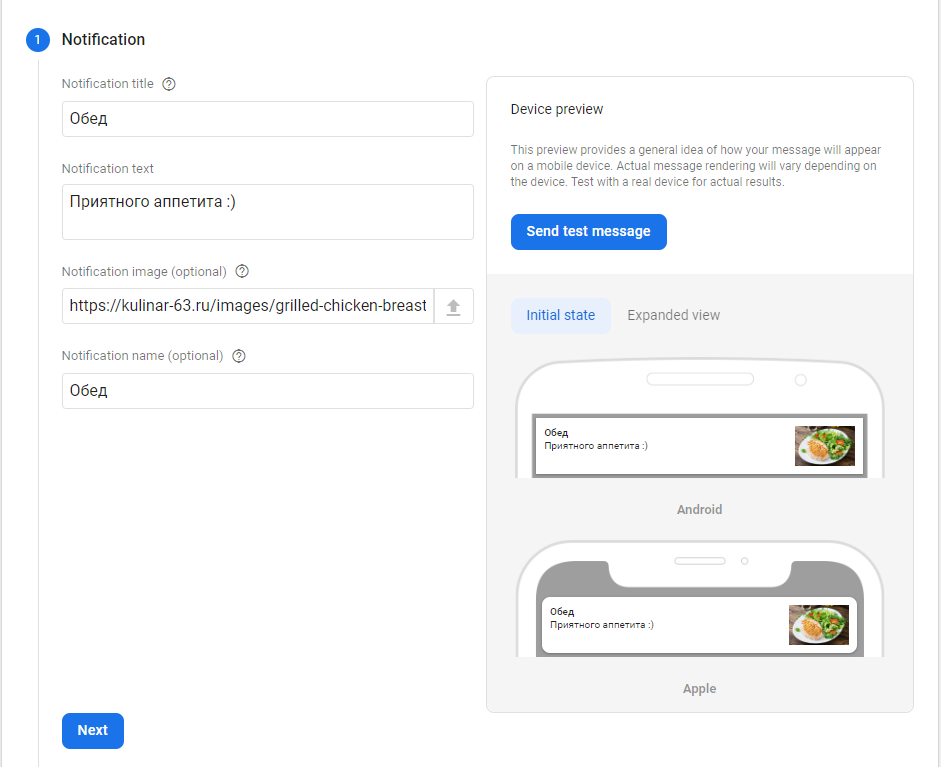 1 Notification
Notification title ?
Обед
Notification text
Приятного аппетита :)
Notification image (optional) ?
https://kulinar-63.ru/images/grilled-chicken-breast
Notification name (optional) ?
Обед
Next
Device preview
This preview provides a general idea of how your message will appear
on a mobile device. Actual message rendering will vary depending on
the device. Test with a real device for actual results.
Send test message
Initial state Expanded view
Обед
Приятного аппетита :)
Android
Обед
Приятного аппетита :)
Apple